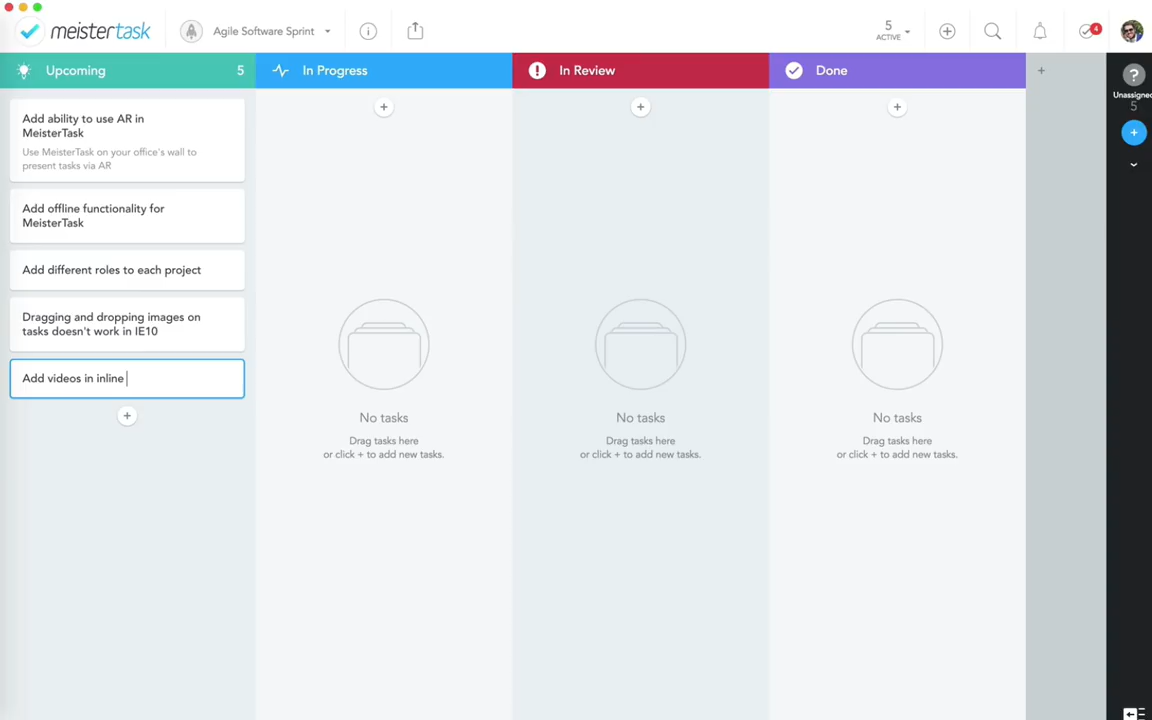 meistertask
Agile Software Sprint
5
ACTIVE
4
Upcoming 5
In Progress
In Review
Done
Unassigned
5
Add ability to use AR in
MeisterTask
Use MeisterTask on your office's wall to
present tasks via AR
Add offline functionality for
MeisterTask
Add different roles to each project
Dragging and dropping images on
tasks doesn't work in IE10
Add videos in inline
No tasks
Drag tasks here
or click + to add new tasks.
No tasks
Drag tasks here
or click + to add new tasks.
No tasks
Drag tasks here
or click + to add new tasks.